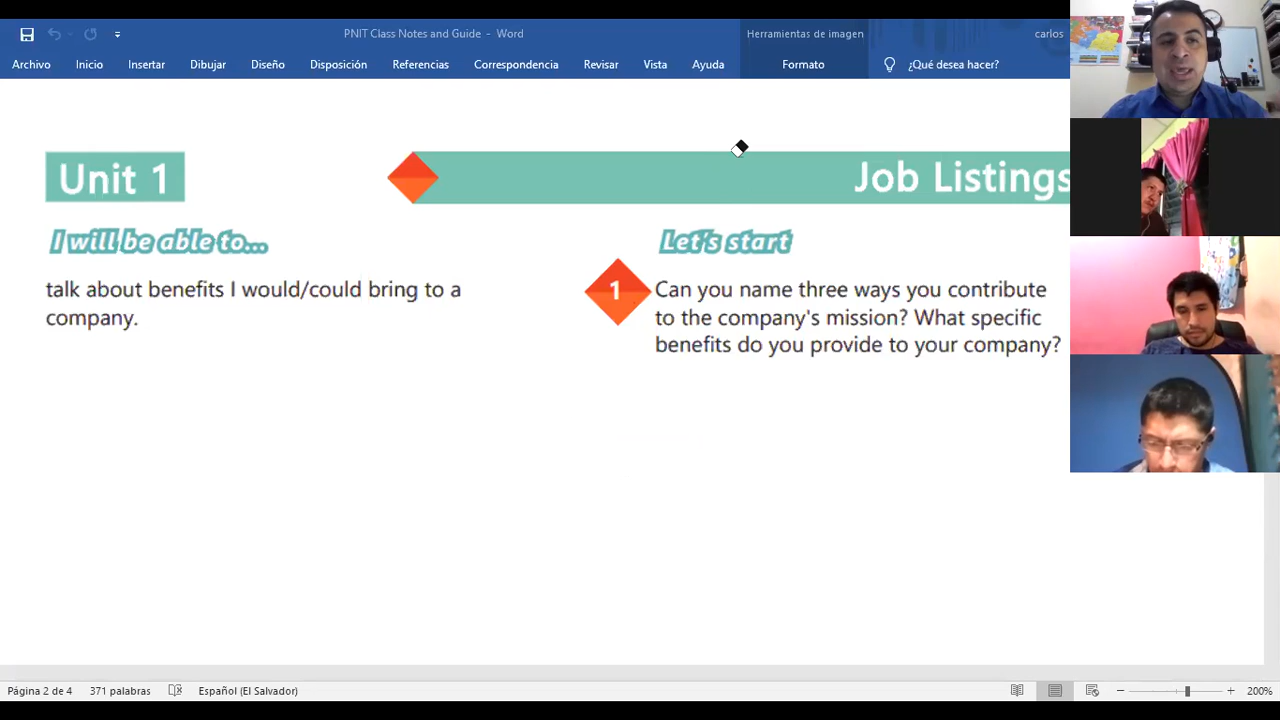 PNIT Class Notes and Guide - Word
Herramientas de imagen
carlos
Archivo
Inicio
Insertar
Dibujar
Diseño
Disposición
Referencias
Correspondencia
Revisar
Vista
Ayuda
Formato
¿Qué desea hacer?
Unit 1
Job Listings
I will be able to...
talk about benefits I would/could bring to a
company.
Let's start
1
Can you name three ways you contribute
to the company's mission? What specific
benefits do you provide to your company?
Página 2 de 4
371 palabras
Español (El Salvador)
200%